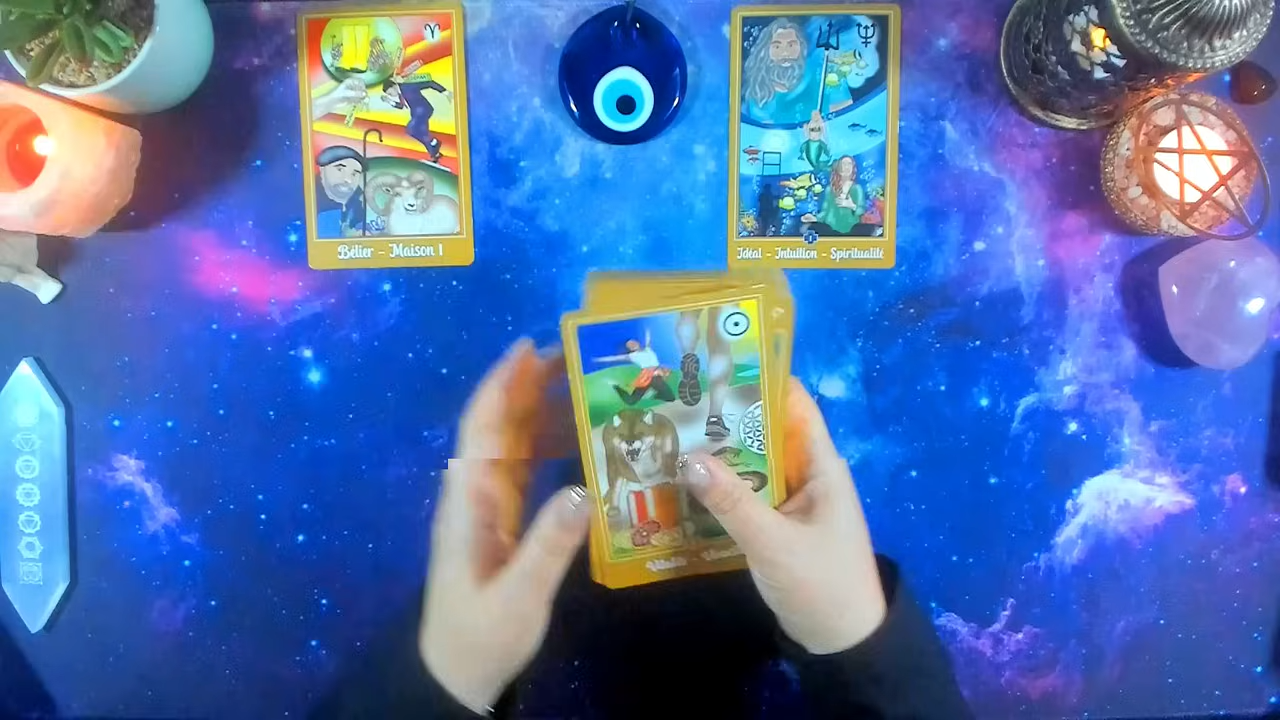 Bélier - Maison 1
Idéal - Intuition - Spiritualité